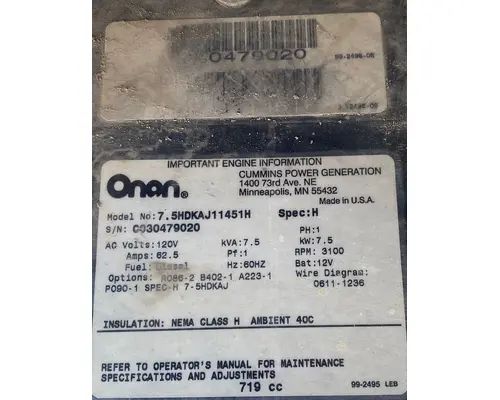 0479020
99-2496-06
IMPORTANT ENGINE INFORMATION
Onan®
CUMMINS POWER GENERATION
1400 73rd Ave. NE
Minneapolis, MN 55432
Made in U.S.A.
Model No:7.5HDKAJ11451H Spec:H
S/N: C030479020 PH:1
AC Volts:120V kVA:7.5 kW:7.5
Amps:62.5 Pf:1 RPM: 3100
Fuel: Diesel Hz:60HZ Bat:12V
Options: A086-2 B402-1 A223-1 Wire Diagram:
P090-1 SPEC-H 7-5HDKAJ 0611-1236
INSULATION: NEMA CLASS H AMBIENT 40C
REFER TO OPERATOR'S MANUAL FOR MAINTENANCE
SPECIFICATIONS AND ADJUSTMENTS
719 cc
99-2495 LEB